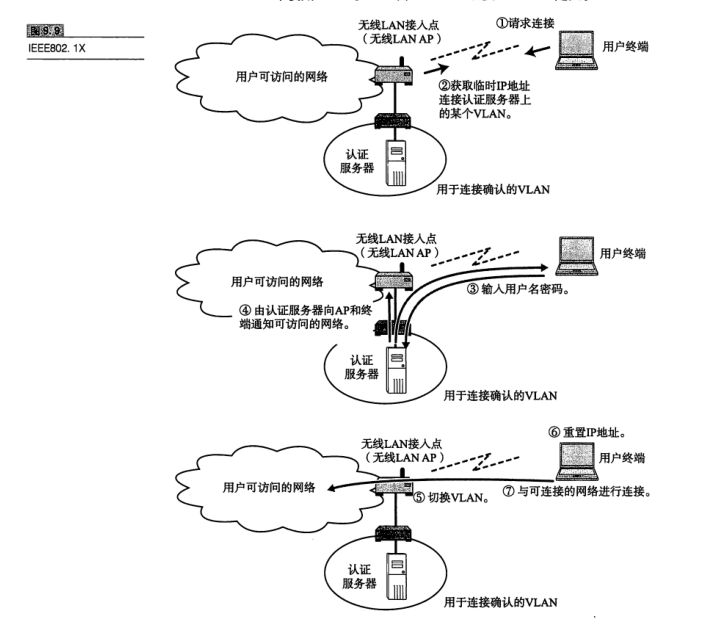 图9.9
IEEE802. 1X
无线LAN接入点
（无线LAN AP）
①请求连接
用户终端
用户可访问的网络
②获取临时IP地址
连接认证服务器上
的某个VLAN。
认证
服务器
用于连接确认的VLAN
无线LAN接入点
（无线LAN AP）
用户终端
用户可访问的网络
③ 输入用户名密码。
④ 由认证服务器向AP和终
端通知可访问的网络。
认证
服务器
用于连接确认的VLAN
⑥ 重置IP地址。
无线LAN接入点
（无线LAN AP）
用户终端
用户可访问的网络
⑤ 切换VLAN。
⑦ 与可连接的网络进行连接。
认证
服务器
用于连接确认的VLAN